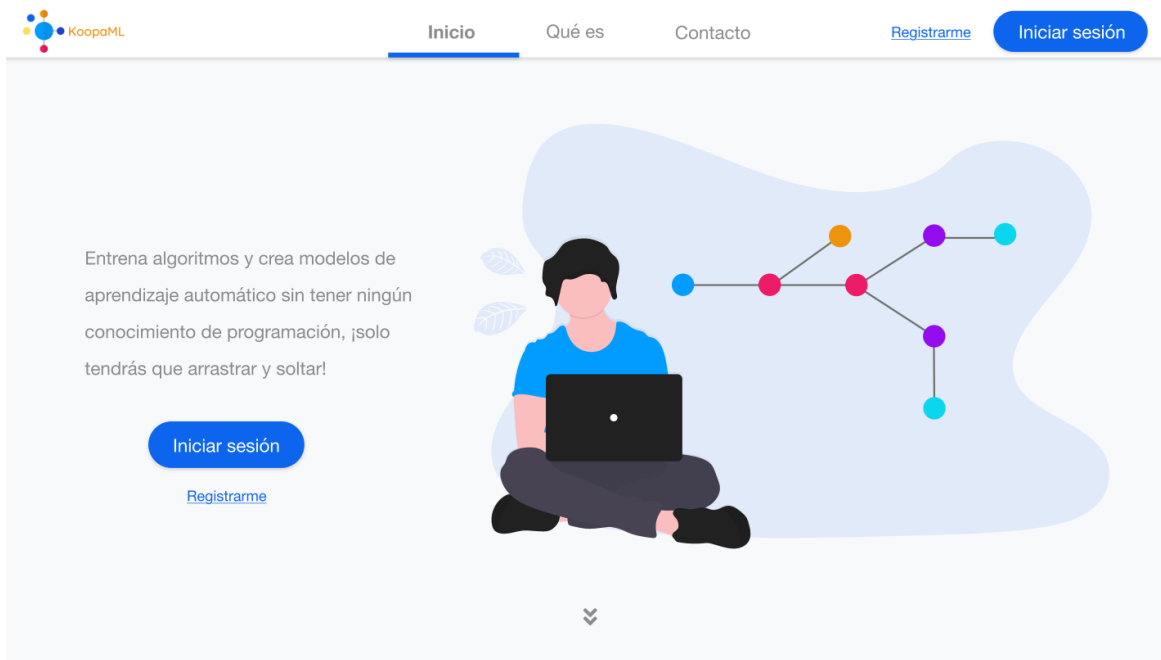 KoopaML
Inicio
Qué es
Contacto
Registrarme
Iniciar sesión
Entrena algoritmos y crea modelos de
aprendizaje automático sin tener ningún
conocimiento de programación, ¡solo
tendrás que arrastrar y soltar!
Iniciar sesión
Registrarme